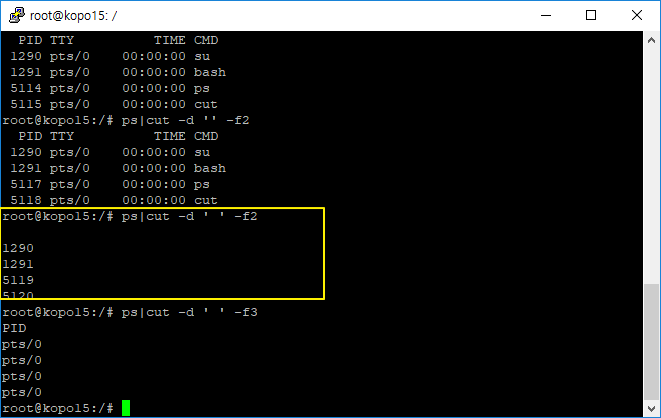 root@kopo15: /
  PID TTY          TIME CMD
 1290 pts/0    00:00:00 su
 1291 pts/0    00:00:00 bash
 5114 pts/0    00:00:00 ps
 5115 pts/0    00:00:00 cut
root@kopo15:/# ps|cut -d '' -f2
  PID TTY          TIME CMD
 1290 pts/0    00:00:00 su
 1291 pts/0    00:00:00 bash
 5117 pts/0    00:00:00 ps
 5118 pts/0    00:00:00 cut
root@kopo15:/# ps|cut -d ' ' -f2

1290
1291
5119
5120
root@kopo15:/# ps|cut -d ' ' -f3
PID
pts/0
pts/0
pts/0
pts/0
root@kopo15:/#